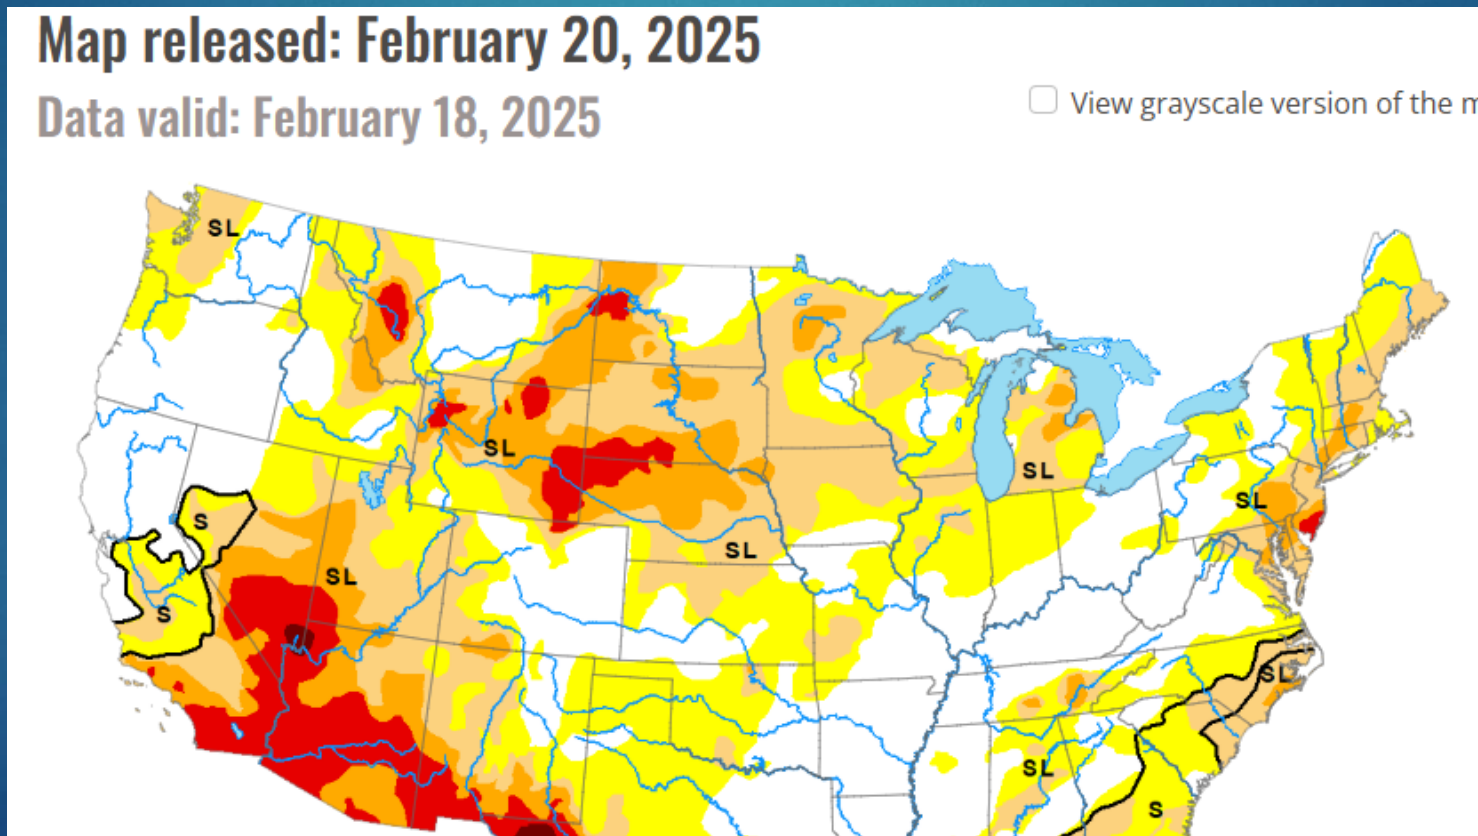 Map released: February 20, 2025
Data valid: February 18, 2025
View grayscale version of the m
SL
SL
S
SL
S
SL
SL
SL
SL
SL
SL
S